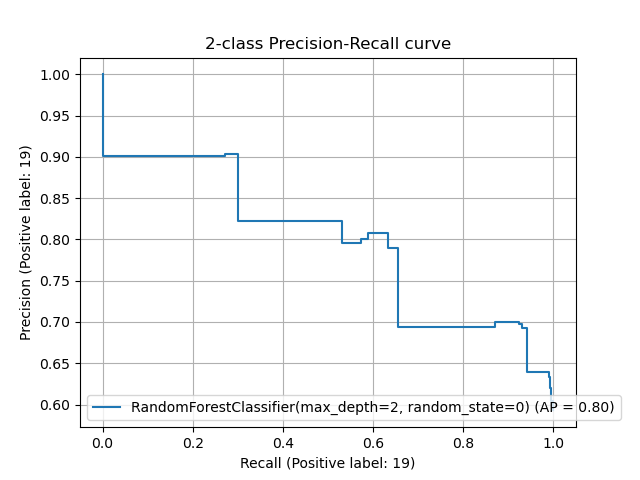 2-class Precision-Recall curve
1.00
0.95
0.90
0.85
0.80
0.75
0.70
0.65
0.60
Precision (Positive label: 19)
RandomForestClassifier(max_depth=2, random_state=0) (AP = 0.80)
0.0 0.2 0.4 0.6 0.8 1.0
Recall (Positive label: 19)